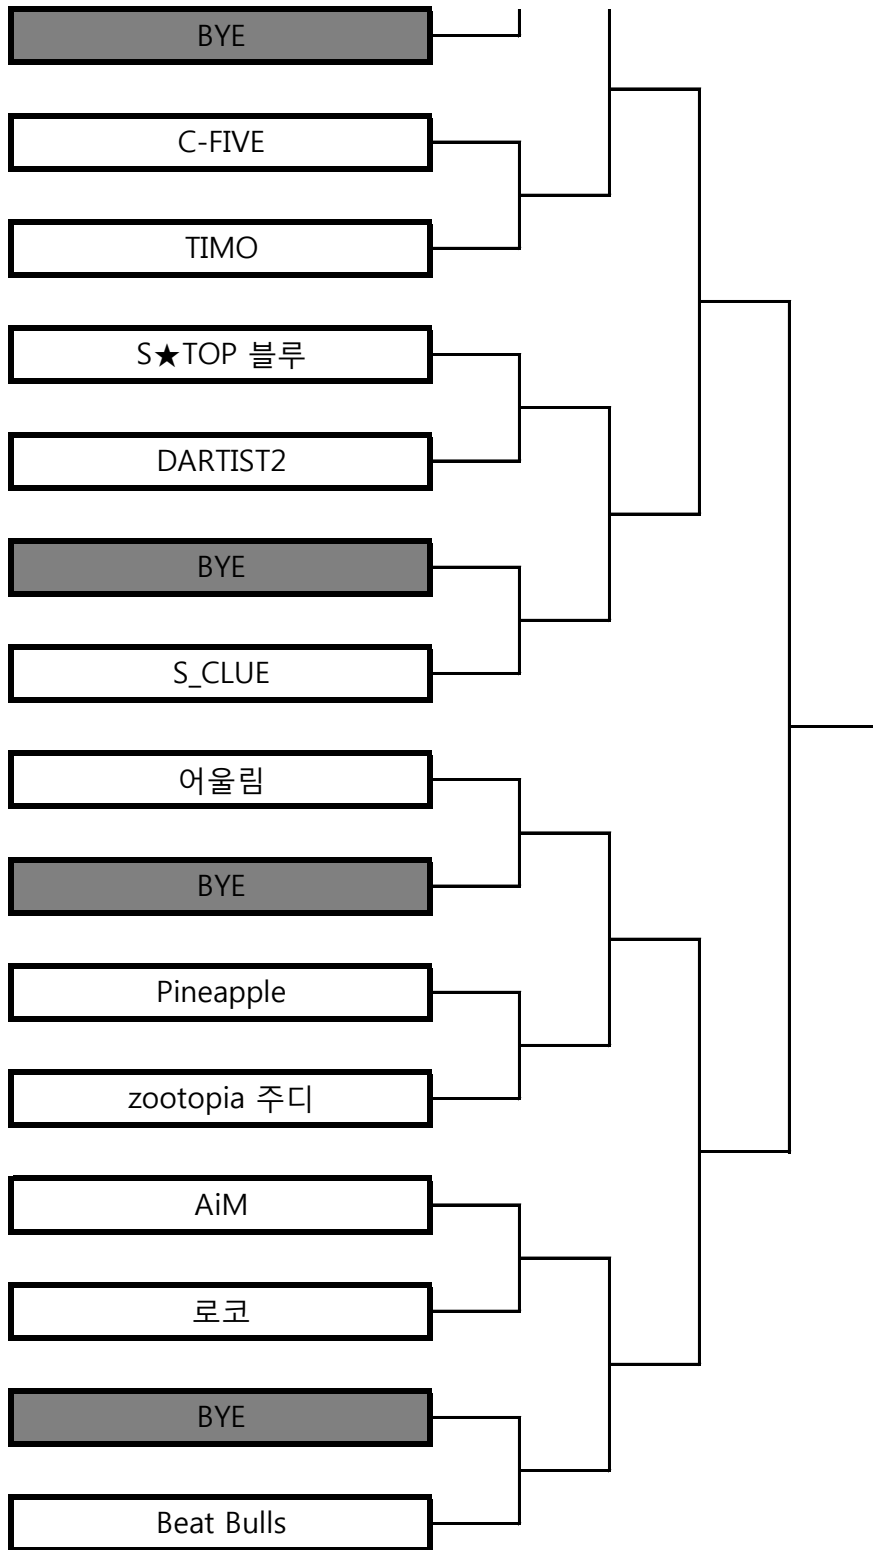 BYE
C-FIVE
TIMO
S★TOP 블루
DARTIST2
BYE
S_CLUE
어울림
BYE
Pineapple
zootopia 주디
AiM
로코
BYE
Beat Bulls